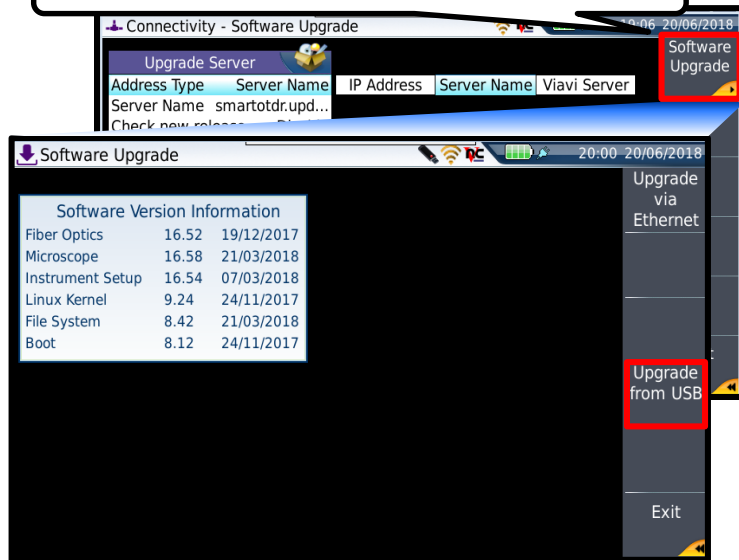 Connectivity - Software Upgrade
19:06 20/06/2018
Software
Upgrade
Upgrade Server
Address Type Server Name IP Address Server Name Viavi Server
Server Name smartotdr.upd...
Check new release
Software Upgrade
20:00 20/06/2018
Upgrade
via
Ethernet
Software Version Information
Fiber Optics 16.52 19/12/2017
Microscope 16.58 21/03/2018
Instrument Setup 16.54 07/03/2018
Linux Kernel 9.24 24/11/2017
File System 8.42 21/03/2018
Boot 8.12 24/11/2017
Upgrade
from USB
Exit